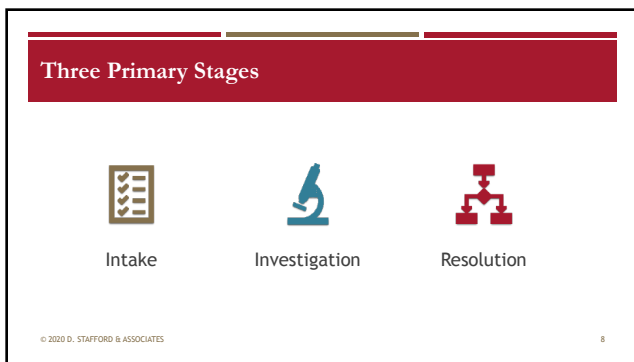 Three Primary Stages
Intake
Investigation
Resolution
© 2020 D. STAFFORD & ASSOCIATES
8